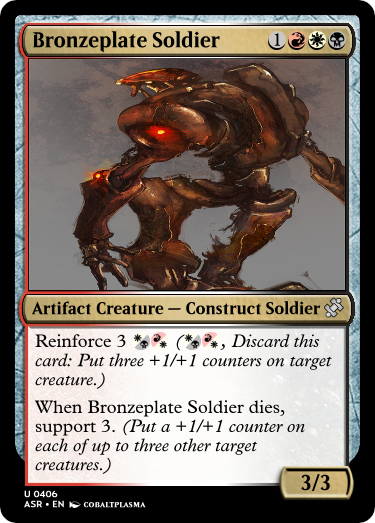 Bronzeplate Soldier 1
Artifact Creature — Construct Soldier
Reinforce 3 (, Discard this
card: Put three +1/+1 counters on target
creature.)
When Bronzeplate Soldier dies,
support 3. (Put a +1/+1 counter on
each of up to three other target
creatures.)
3/3
U 0406
ASR • EN COBALTPLASMA